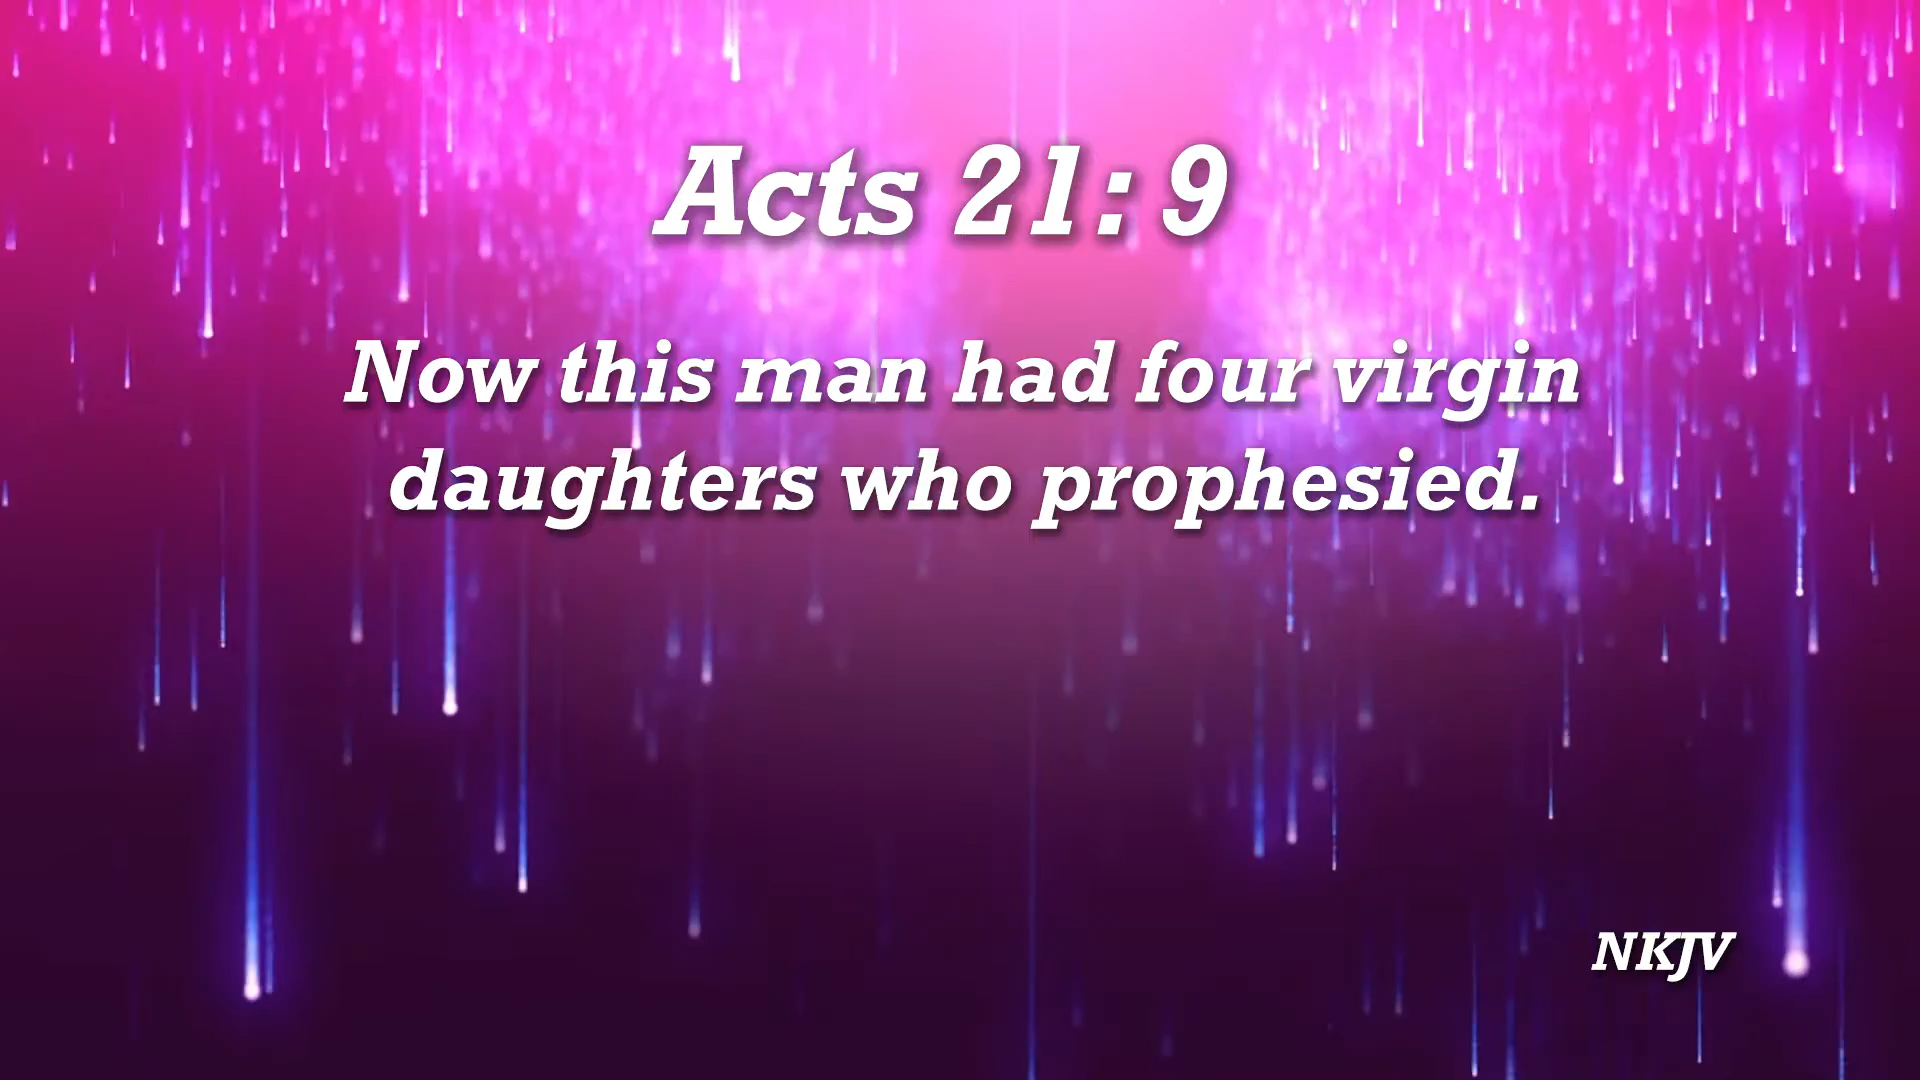 Acts 21: 9
Now this man had four virgin
daughters who prophesied.
NKJV